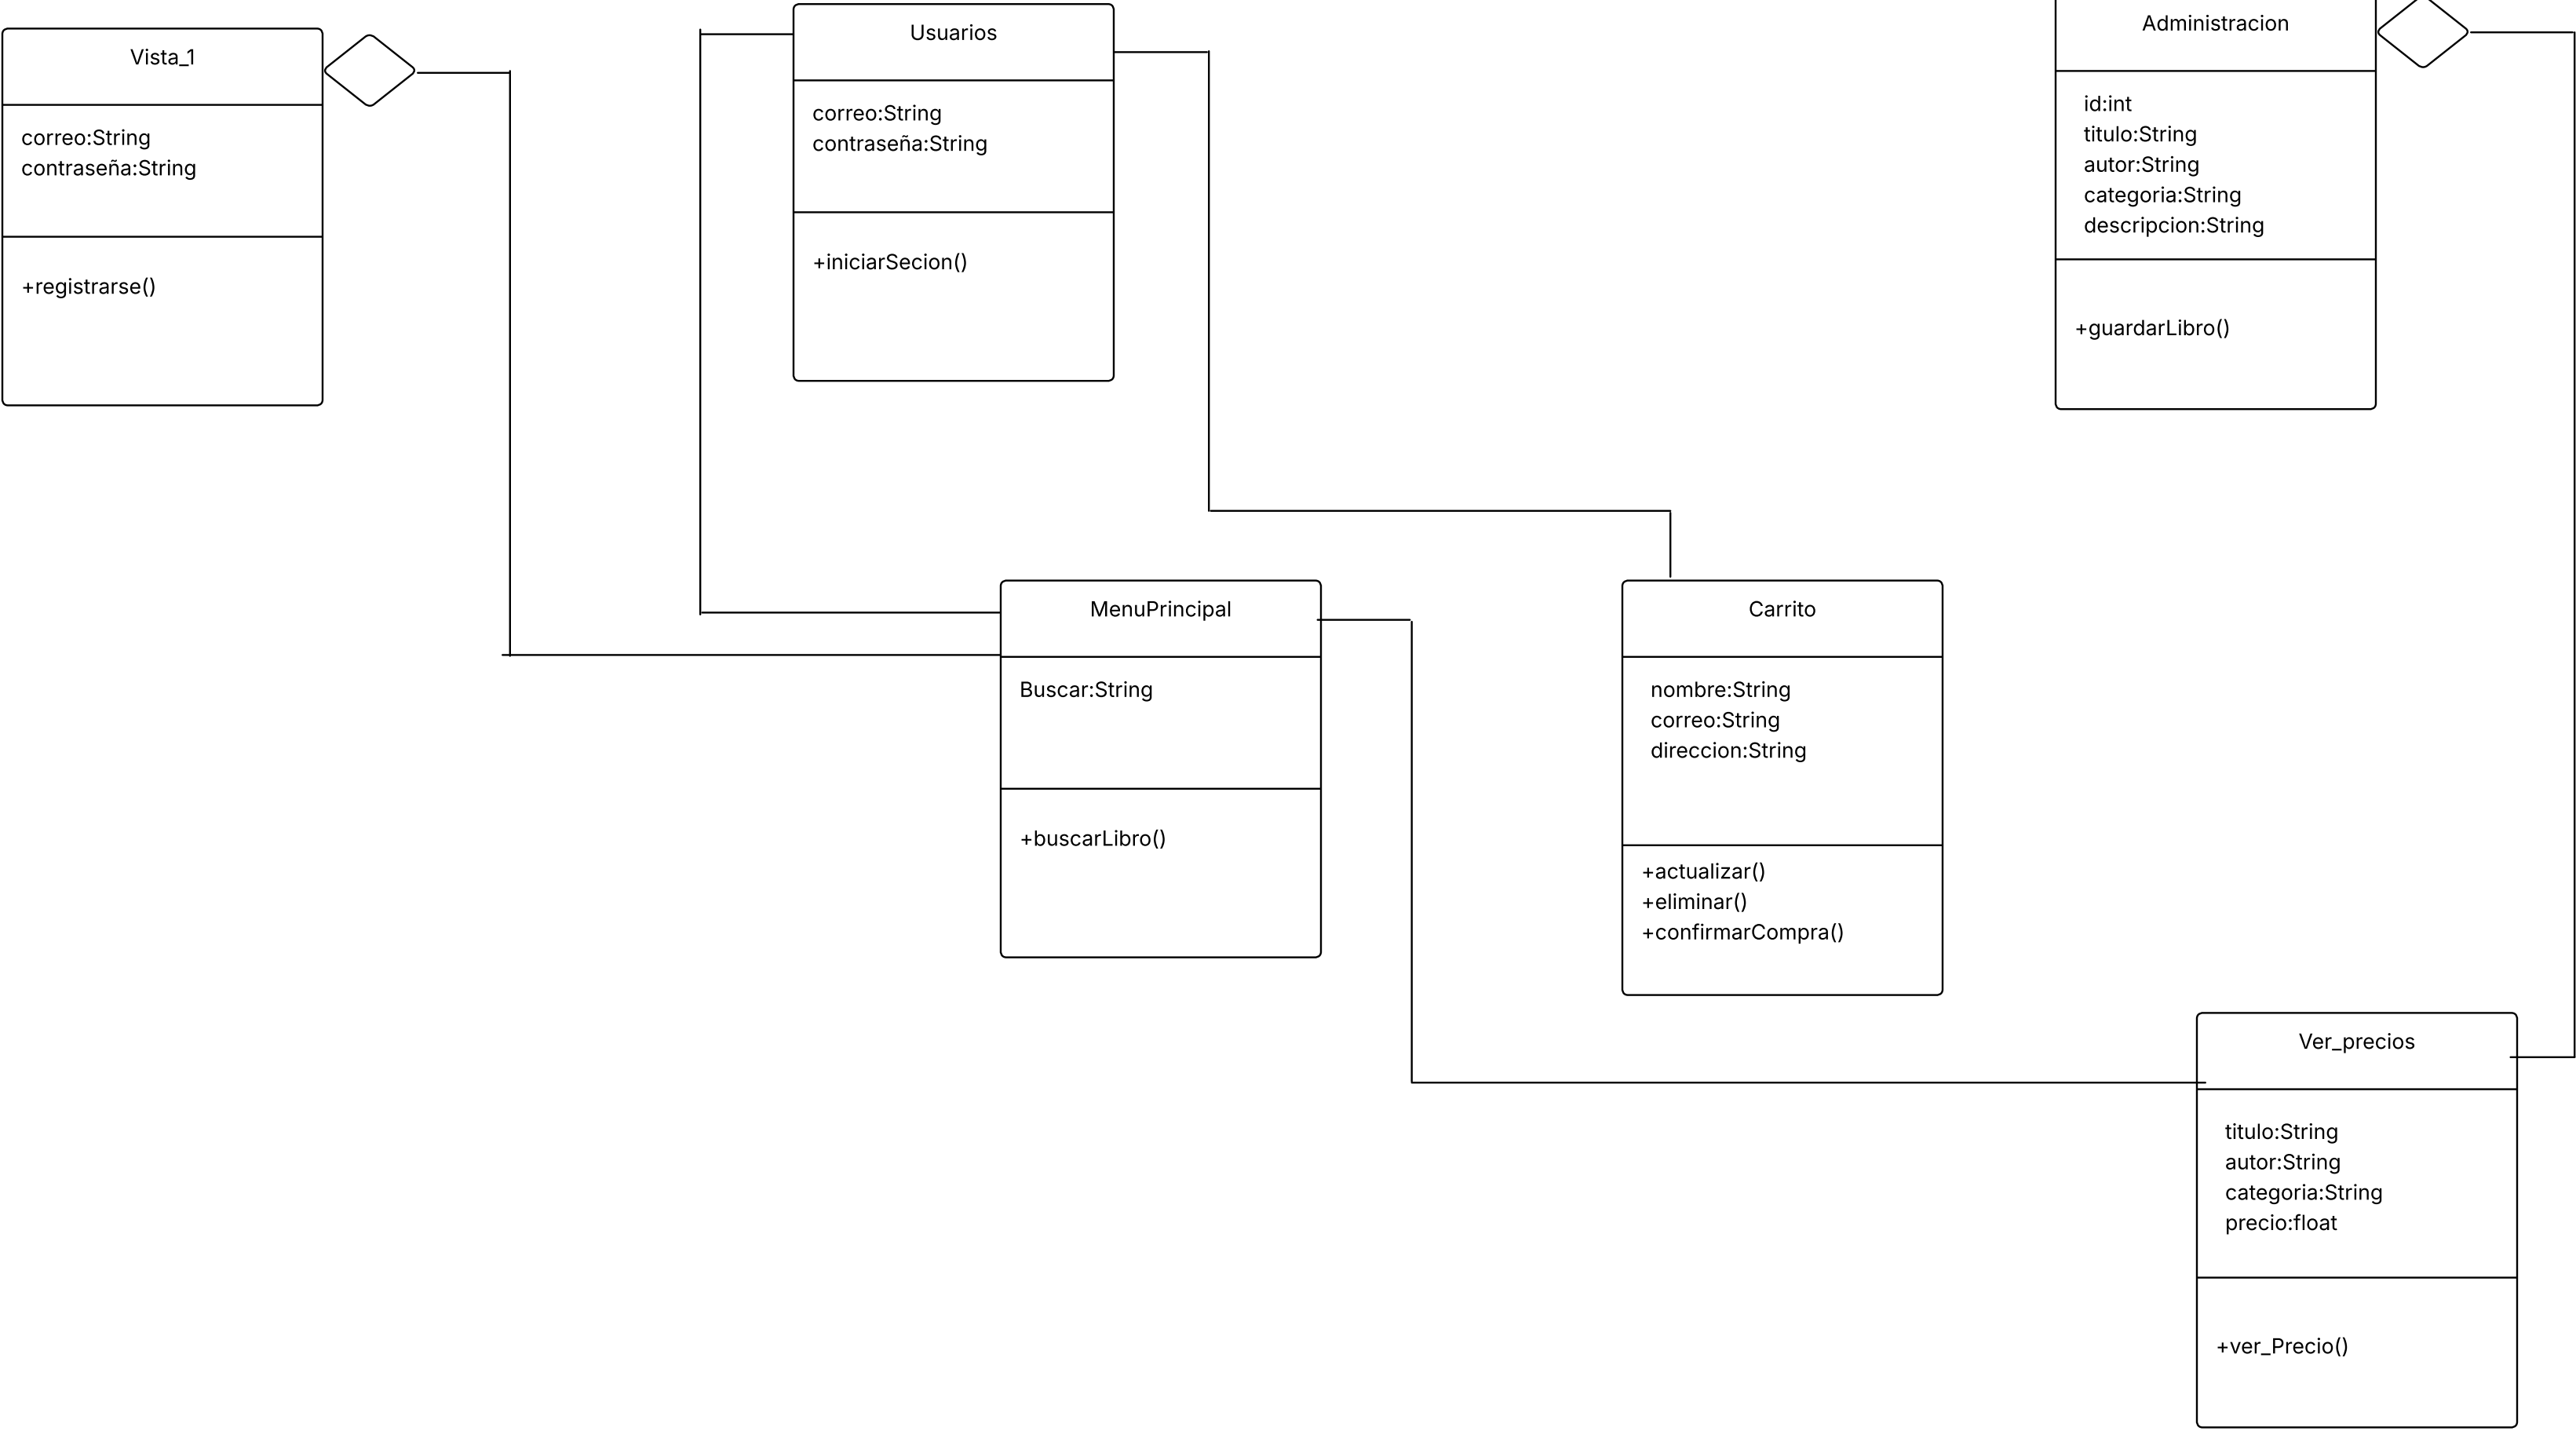 Vista_1
correo:String
contraseña:String
+registrarse()
Usuarios
correo:String
contraseña:String
+iniciarSecion()
Administracion
id:int
titulo:String
autor:String
categoria:String
descripcion:String
+guardarLibro()
MenuPrincipal
Buscar:String
+buscarLibro()
Carrito
nombre:String
correo:String
direccion:String
+actualizar()
+eliminar()
+confirmarCompra()
Ver_precios
titulo:String
autor:String
categoria:String
precio:float
+ver_Precio()